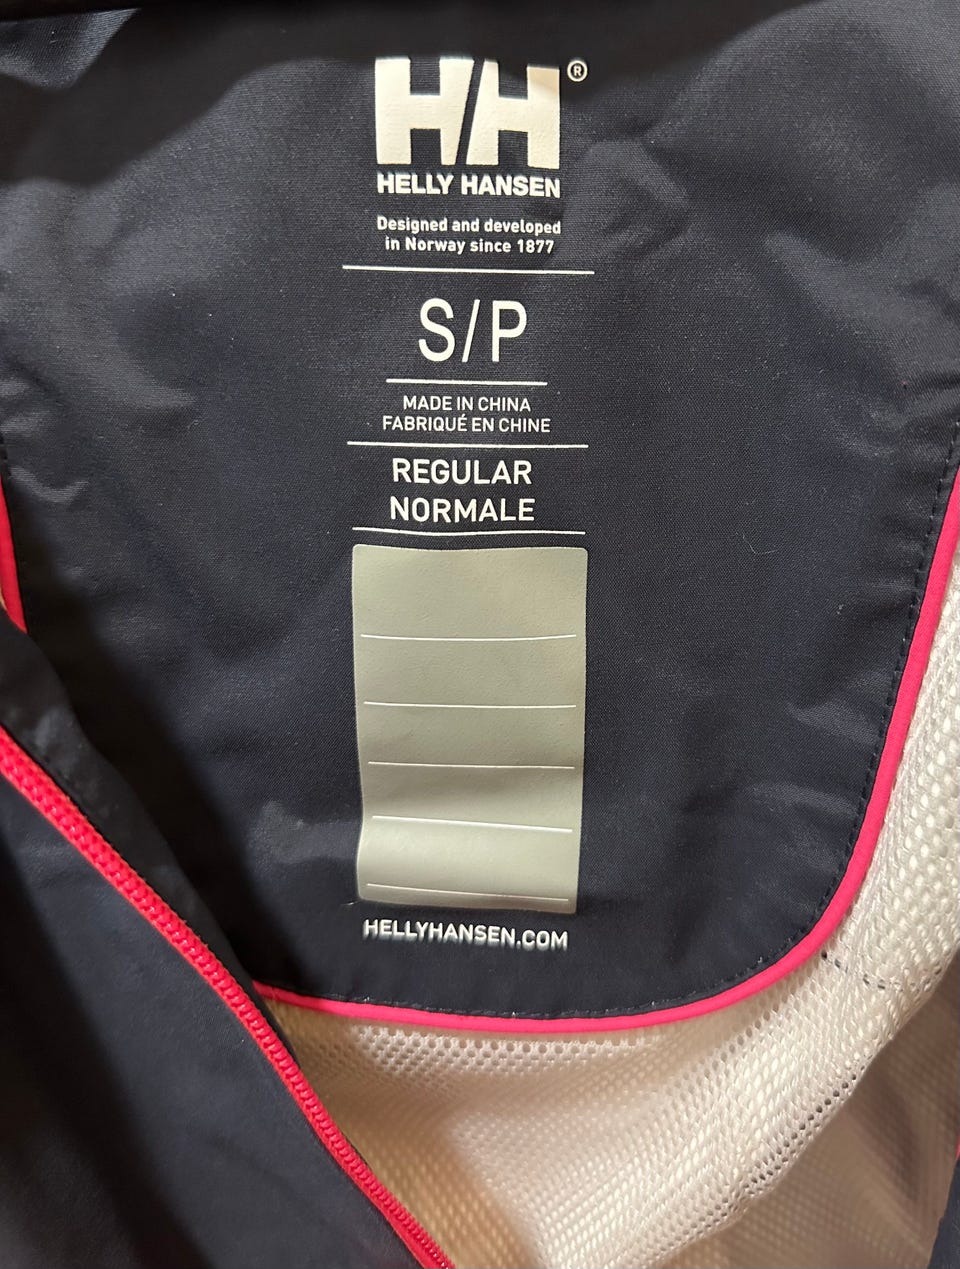 HH®
HELLY HANSEN
Designed and developed
in Norway since 1877
S/P
MADE IN CHINA
FABRIQUÉ EN CHINE
REGULAR
NORMALE
HELLYHANSEN.COM